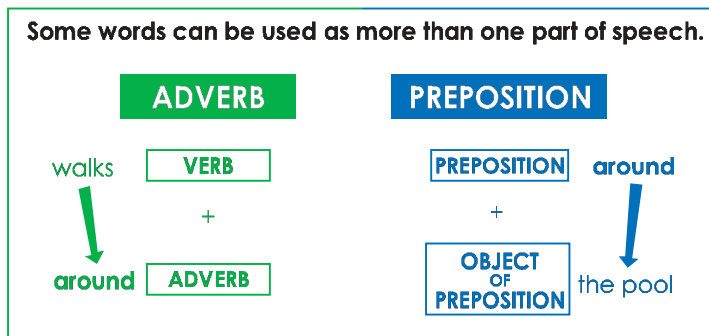 Some words can be used as more than one part of speech.
ADVERB
walks VERB
+
around ADVERB
PREPOSITION
PREPOSITION around
+
OBJECT
OF
PREPOSITION
the pool